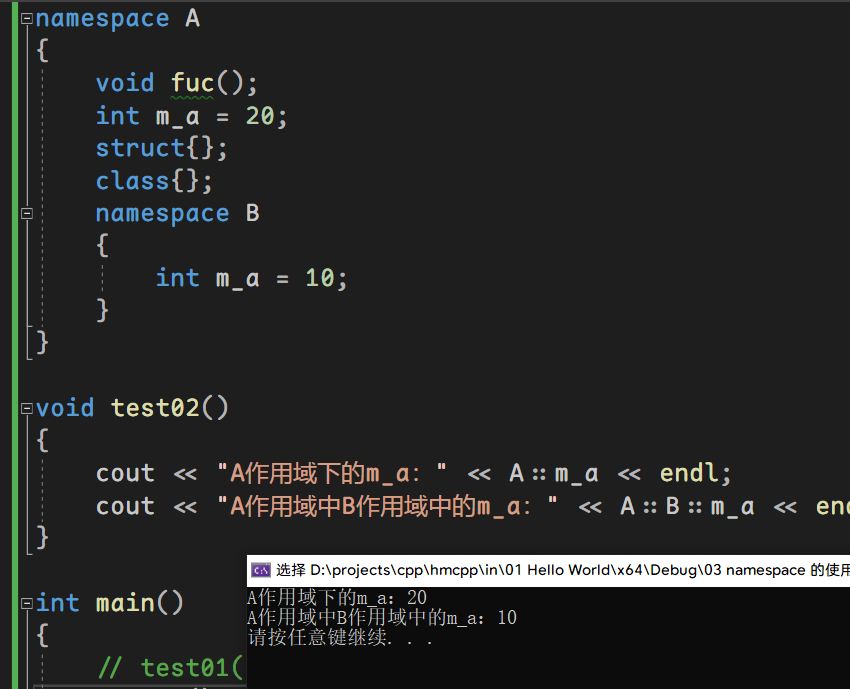 namespace A
{
void fuc();
int m_a = 20;
struct{};
class{};
namespace B
{
int m_a = 10;
}
}
void test02()
{
cout << "A作用域下的m_a: " << A::m_a << endl;
cout << "A作用域中B作用域中的m_a: " << A::B::m_a << en
}
int main()
{
// test01(
选择 D:\projects\cpp\hmcpp\in\01 Hello World\x64\Debug\03 namespace 的使用
A作用域下的m_a: 20
A作用域中B作用域中的m_a: 10
请按任意键继续. . .